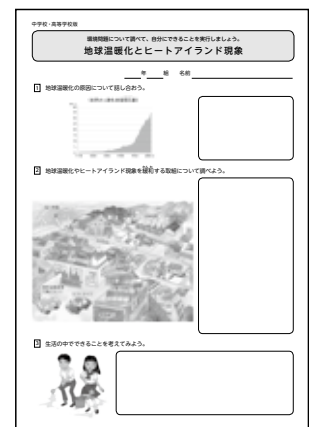 中学校・高等学校版
環境問題について調べて、自分にできることを実行しましょう。
地球温暖化とヒートアイランド現象
年 組 名前
1 地球温暖化の原因について話し合おう。
2 地球温暖化やヒートアイランド現象を緩和する取組について調べよう。
3 生活の中でできることを考えてみよう。